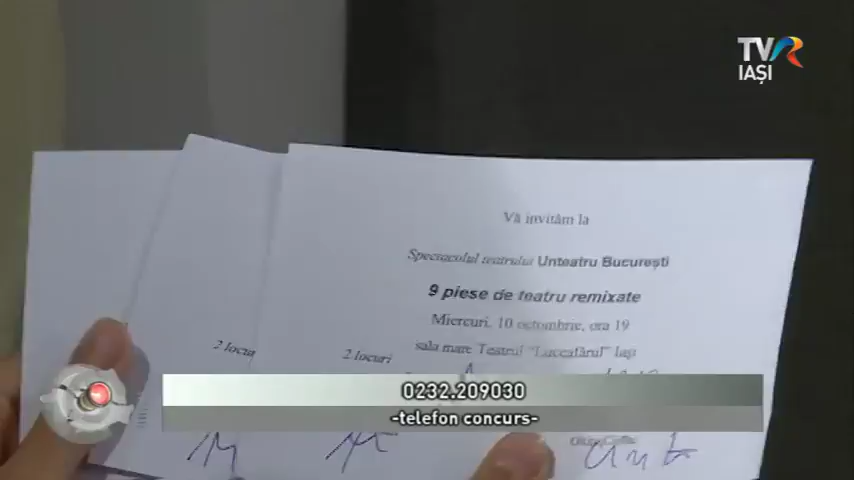 TVR
IAȘI
Vă invităm la
Spectacolul teatrului Unteatru București
9 piese de teatru remixate
Miercuri, 10 octombrie, ora 19
sala mare Teatrul "Luceafărul" Iași
2 locuri
2 locuri
0232.209030
-telefon concurs-